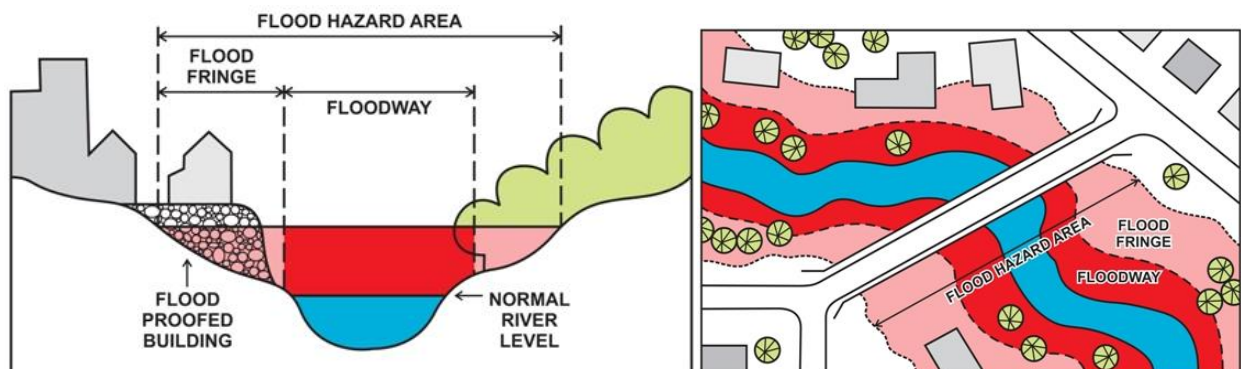 FLOOD HAZARD AREA
FLOOD
FRINGE
FLOODWAY
FLOOD
PROOFED
BUILDING
NORMAL
RIVER
LEVEL
FLOOD
FRINGE
FLOOD HAZARD AREA
FLOODWAY